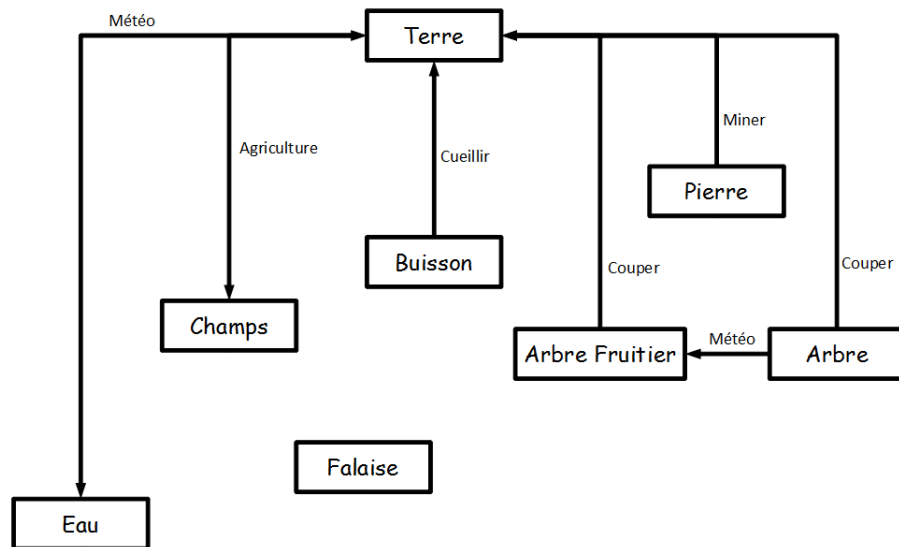 Météo
Terre
Miner
Agriculture
Cueillir
Pierre
Buisson
Couper
Couper
Champs
Météo
Arbre Fruitier
Arbre
Falaise
Eau